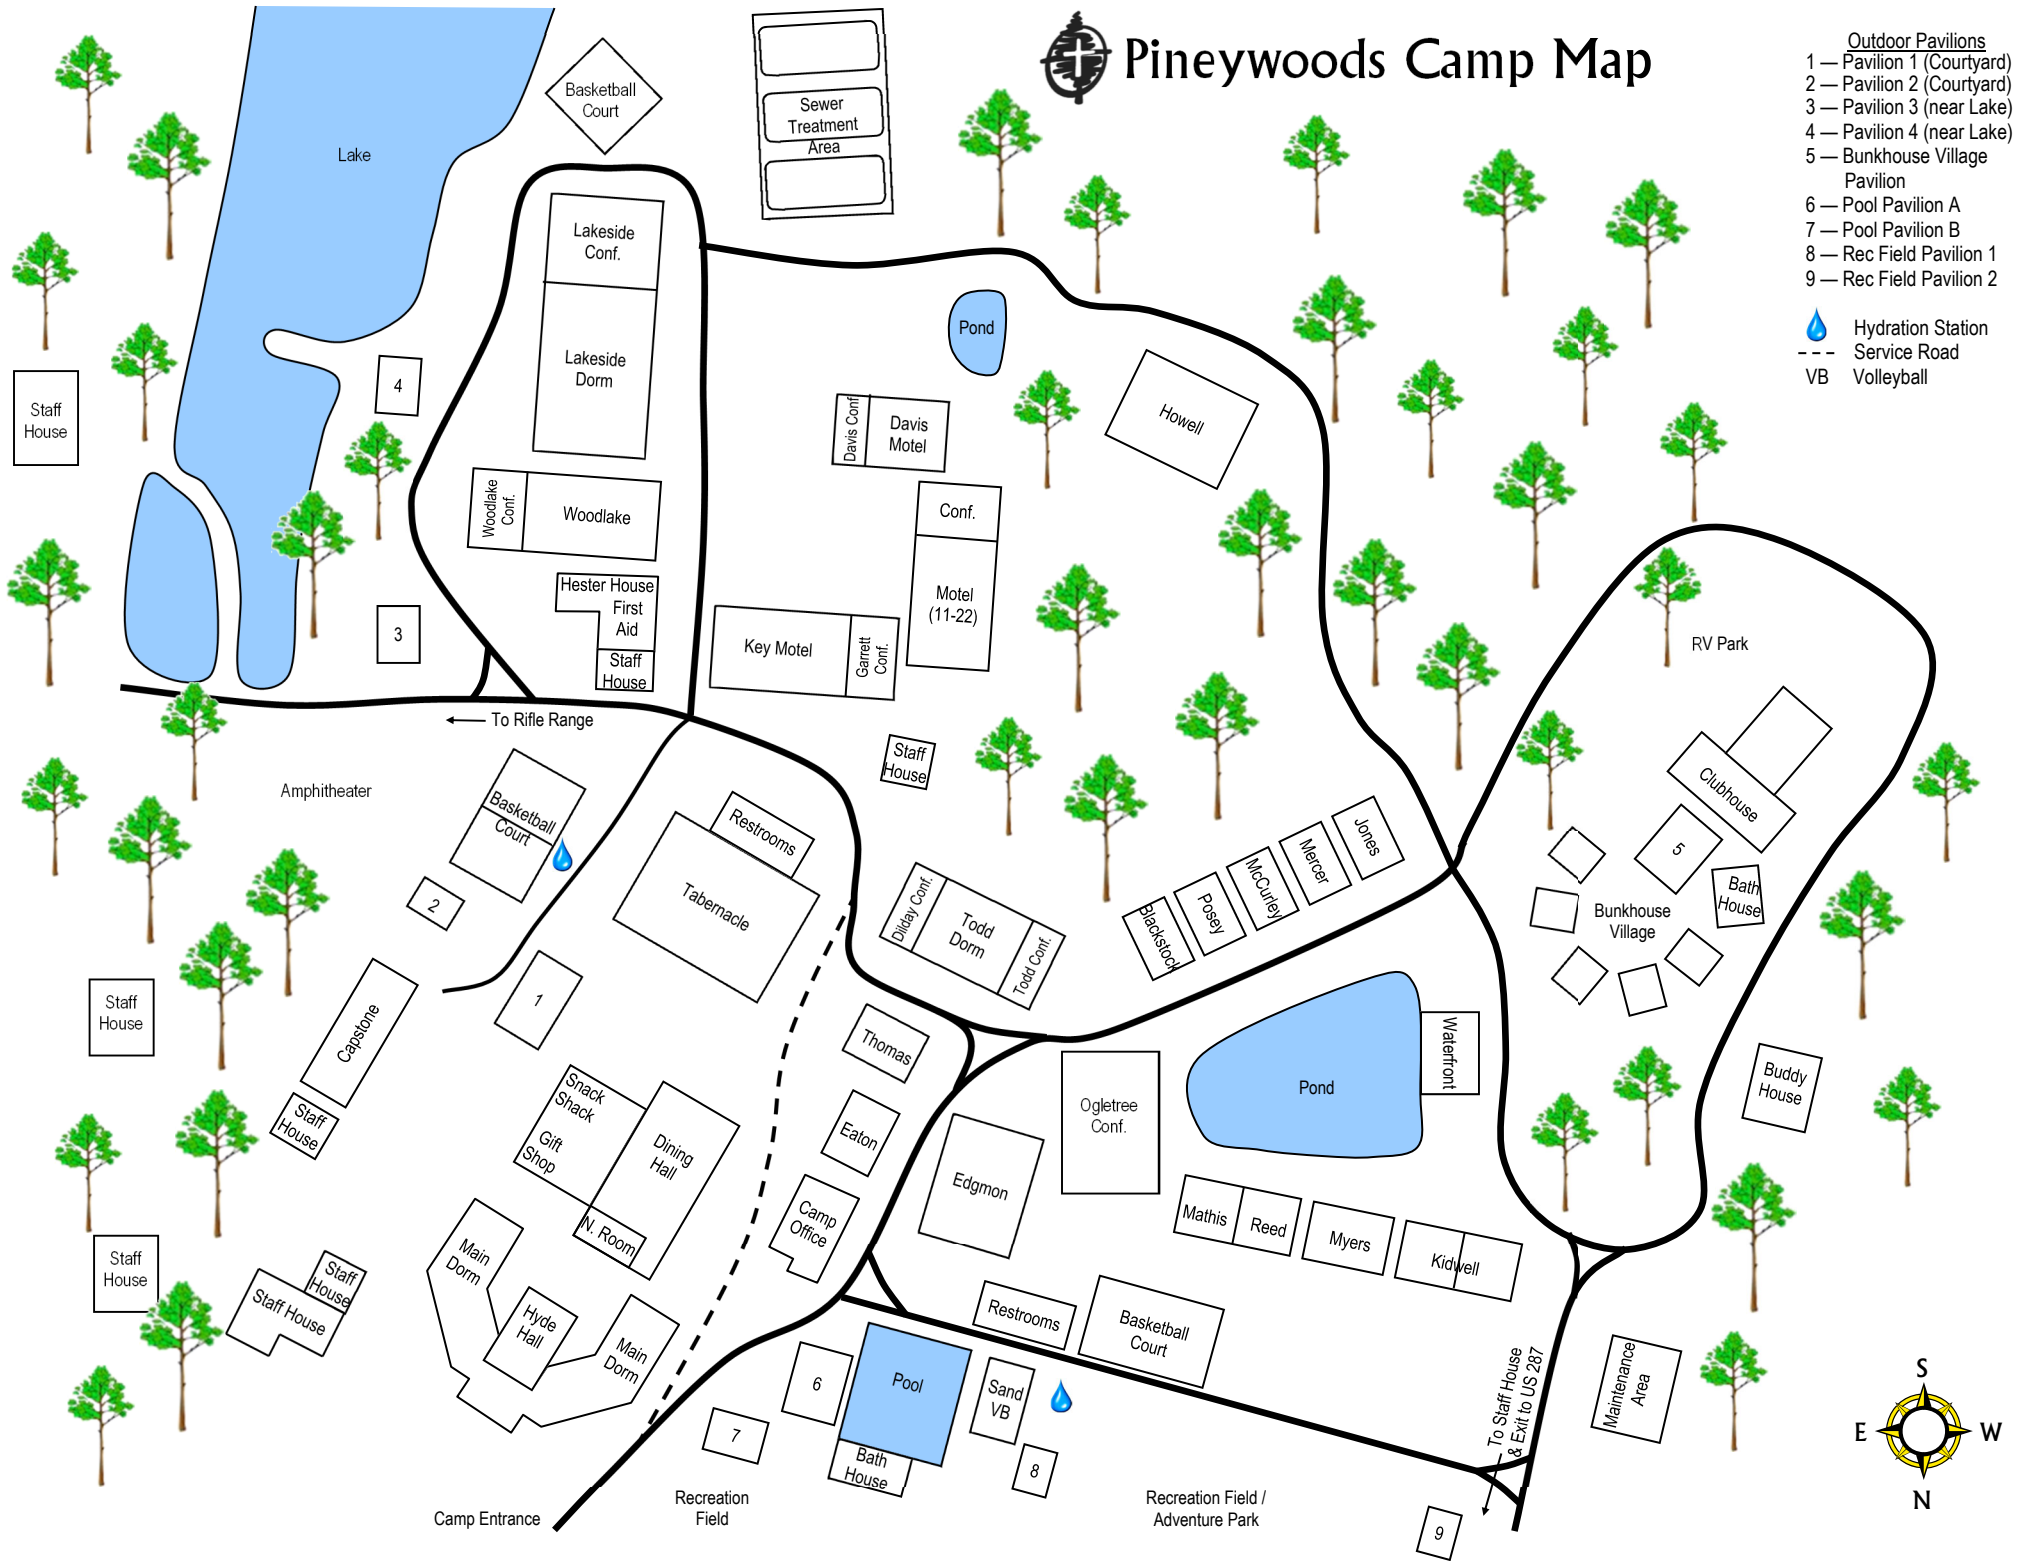 Pineywoods Camp Map
Outdoor Pavilions
1 — Pavilion 1 (Courtyard)
2 — Pavilion 2 (Courtyard)
3 — Pavilion 3 (near Lake)
4 — Pavilion 4 (near Lake)
5 — Bunkhouse Village
Pavilion
6 — Pool Pavilion A
7 — Pool Pavilion B
8 — Rec Field Pavilion 1
9 — Rec Field Pavilion 2
Hydration Station
Service Road
VB Volleyball
Lake
Basketball
Court
Sewer
Treatment
Area
Lakeside
Conf.
Lakeside
Dorm
4
Staff
House
Pond
Howell
Davis Conf
Davis
Motel
Woodlake
Conf.
Woodlake
Conf.
Motel
(11-22)
Hester House
First
Aid
Staff
House
3
Key Motel
Garrett
Conf.
RV Park
To Rifle Range
Staff
House
Amphitheater
Basketball
Court
Restrooms
Tabernacle
2
1
Clubhouse
5
Bath
House
Bunkhouse
Village
Jones
Mercer
McCurley
Posey
Blackstock
Dilday Conf.
Todd
Dorm
Todd Conf.
Staff
House
Capstone
Staff
House
Thomas
Eaton
Camp
Office
Ogletree
Conf.
Pond
Waterfront
Buddy
House
Snack
Shack
Gift
Shop
Dining
Hall
N. Room
Edgmon
Mathis
Reed
Myers
Kidwell
Main
Dorm
Hyde
Hall
Main
Dorm
Staff
House
Staff
House
Staff House
Restrooms
Basketball
Court
Pool
6
7
Bath
House
Sand
VB
8
To Staff House
& Exit to US 287
Maintenance
Area
9
Camp Entrance
Recreation
Field
Recreation Field /
Adventure Park
S
E W
N